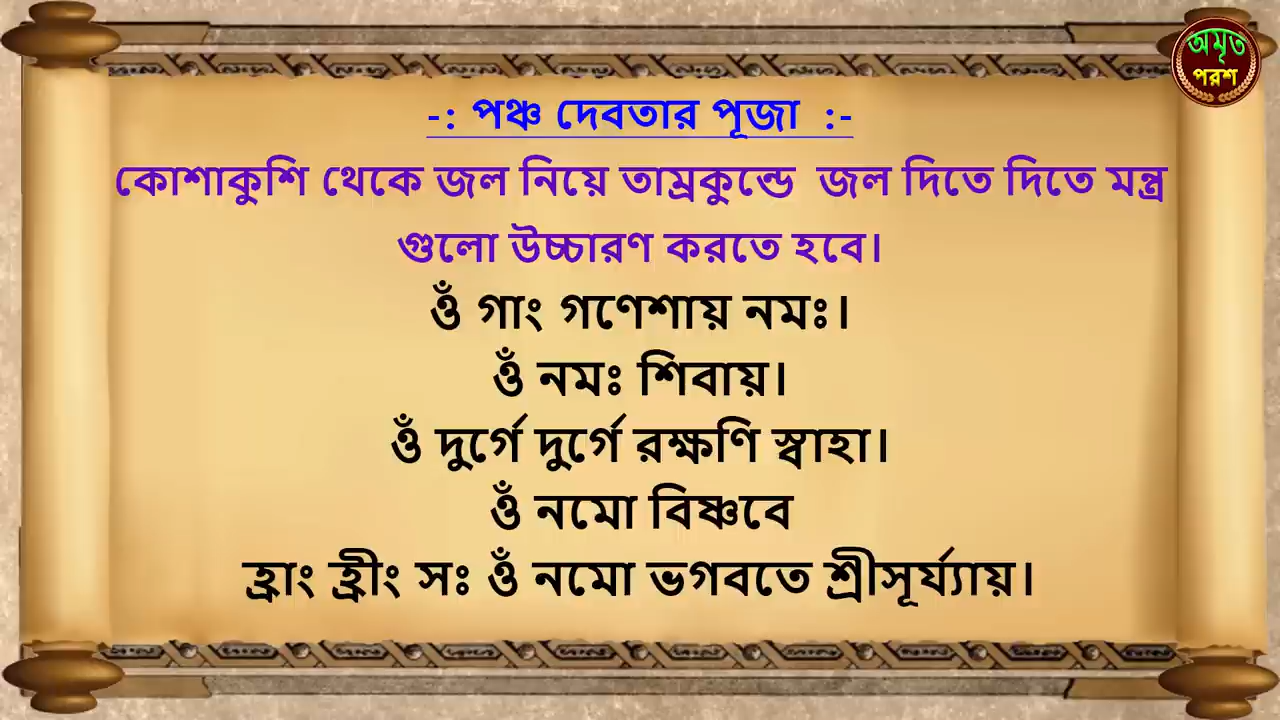 অমৃত
পরশ
-: পঞ্চ দেবতার পূজা :-
কোশাকুশি থেকে জল নিয়ে তাম্রকুন্ডে জল দিতে দিতে মন্ত্র
গুলো উচ্চারণ করতে হবে।
ওঁ গাং গণেশায় নমঃ।
ওঁ নমঃ শিবায়।
ওঁ দুর্গে দুর্গে রক্ষণি স্বাহা।
ওঁ নমো বিষ্ণবে
হ্রাং হ্রীং সঃ ওঁ নমো ভগবতে শ্রীসূর্য্যায়।